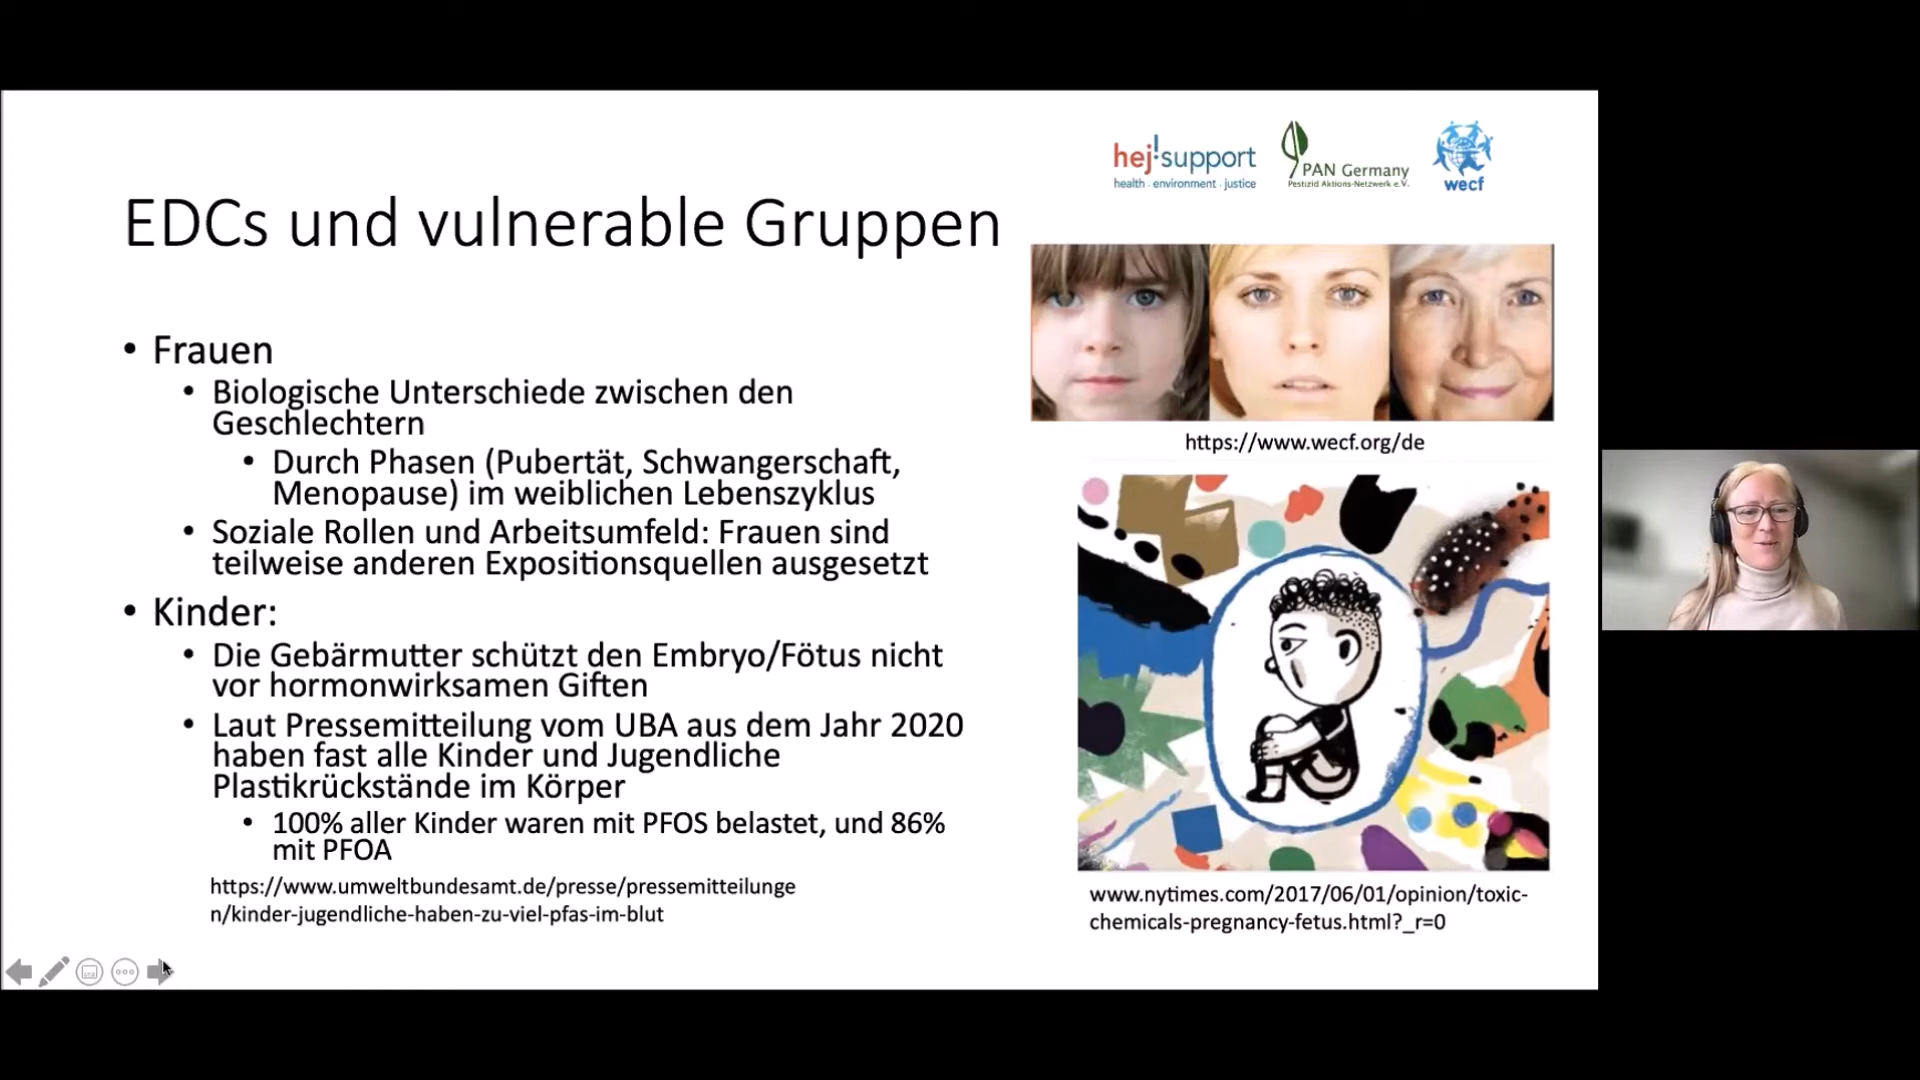 hej!support
health . environment . justice
PAN Germany
Pestizid Aktions-Netzwerk e.V.
wecf
EDCs und vulnerable Gruppen
• Frauen
• Biologische Unterschiede zwischen den
Geschlechtern
• Durch Phasen (Pubertät, Schwangerschaft,
Menopause) im weiblichen Lebenszyklus
• Soziale Rollen und Arbeitsumfeld: Frauen sind
teilweise anderen Expositionsquellen ausgesetzt
• Kinder:
• Die Gebärmutter schützt den Embryo/Fötus nicht
vor hormonwirksamen Giften
• Laut Pressemitteilung vom UBA aus dem Jahr 2020
haben fast alle Kinder und Jugendliche
Plastikrückstände im Körper
• 100% aller Kinder waren mit PFOS belastet, und 86%
mit PFOA
https://www.umweltbundesamt.de/presse/pressemitteilunge
n/kinder-jugendliche-haben-zu-viel-pfas-im-blut
https://www.wecf.org/de
www.nytimes.com/2017/06/01/opinion/toxic-
chemicals-pregnancy-fetus.html?_r=0